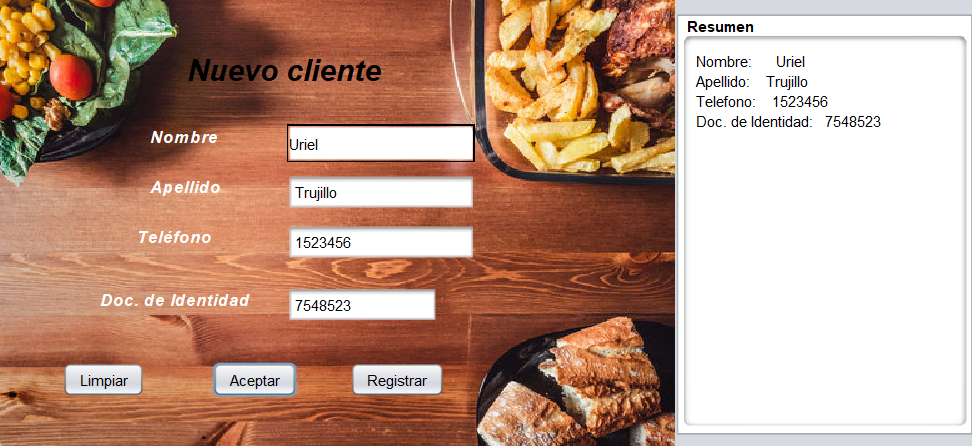 Nuevo cliente
Nombre
Uriel
Apellido
Trujillo
Teléfono
1523456
Doc. de Identidad
7548523
Limpiar
Aceptar
Registrar
Resumen
Nombre: Uriel
Apellido: Trujillo
Telefono: 1523456
Doc. de Identidad: 7548523